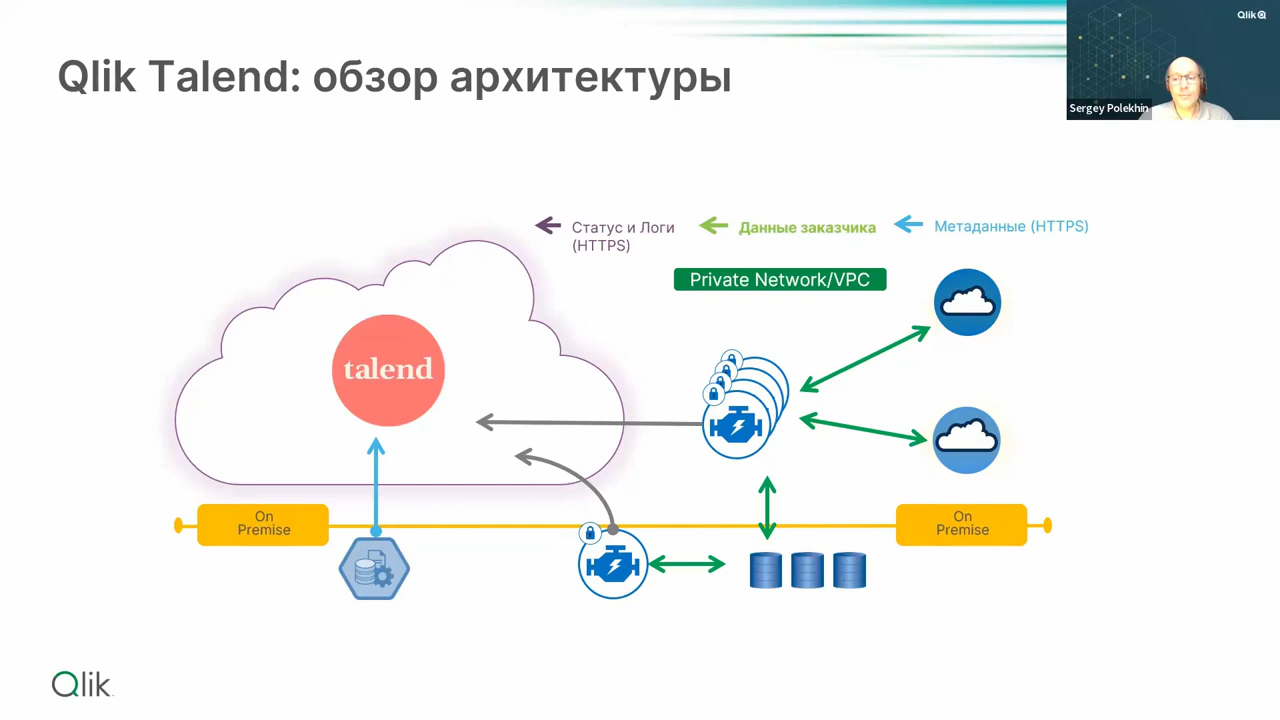 Qlik Talend: обзор архитектуры
Qlik
Sergey Polekhin
Статус и Логи
(HTTPS)
Данные заказчика
Метаданные (HTTPS)
Private Network/VPC
talend
On
Premise
On
Premise
Qlik